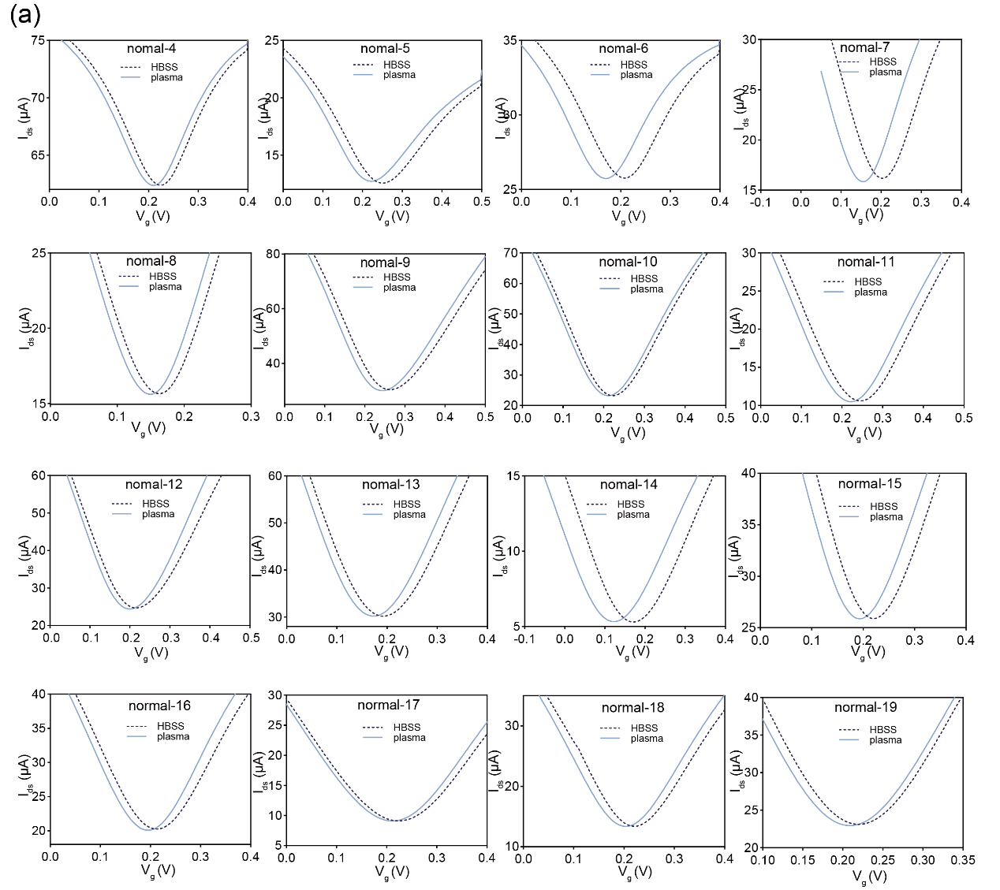 (a)
nomal-4
HBSS
plasma
75
70
65
0.0 0.1 0.2 0.3 0.4
Ids (µA)
Vg (V)
nomal-5
HBSS
plasma
25
20
15
0.0 0.1 0.2 0.3 0.4 0.5
Ids (µA)
Vg (V)
nomal-6
HBSS
plasma
35
30
25
0.0 0.1 0.2 0.3 0.4
Ids (µA)
Vg (V)
nomal-7
HBSS
plasma
30
25
20
15
-0.1 0.0 0.1 0.2 0.3 0.4
Ids (µA)
Vg (V)
nomal-8
HBSS
plasma
25
20
15
0.0 0.1 0.2 0.3
Ids (µA)
Vg (V)
nomal-9
HBSS
plasma
80
60
40
0.0 0.1 0.2 0.3 0.4 0.5
Ids (µA)
Vg (V)
nomal-10
HBSS
plasma
70
60
50
40
30
20
0.0 0.1 0.2 0.3 0.4 0.5
Ids (µA)
Vg (V)
nomal-11
HBSS
plasma
30
25
20
15
10
0.0 0.1 0.2 0.3 0.4 0.5
Ids (µA)
Vg (V)
nomal-12
HBSS
plasma
60
50
40
30
20
0.0 0.1 0.2 0.3 0.4 0.5
Ids (µA)
Vg (V)
nomal-13
HBSS
plasma
60
50
40
30
0.0 0.1 0.2 0.3 0.4
Ids (µA)
Vg (V)
nomal-14
HBSS
plasma
15
10
5
-0.1 0.0 0.1 0.2 0.3 0.4
Ids (µA)
Vg (V)
normal-15
HBSS
plasma
40
35
30
25
0.0 0.1 0.2 0.3 0.4
Ids (µA)
Vg (V)
normal-16
HBSS
plasma
40
35
30
25
20
0.0 0.1 0.2 0.3 0.4
Ids (µA)
Vg (V)
normal-17
HBSS
plasma
30
25
20
15
10
5
0.0 0.1 0.2 0.3 0.4
Ids (µA)
Vg (V)
normal-18
HBSS
plasma
30
20
10
0.0 0.1 0.2 0.3 0.4
Ids (µA)
Vg (V)
normal-19
HBSS
plasma
40
35
30
25
20
0.10 0.15 0.20 0.25 0.30 0.35
Ids (µA)
Vg (V)